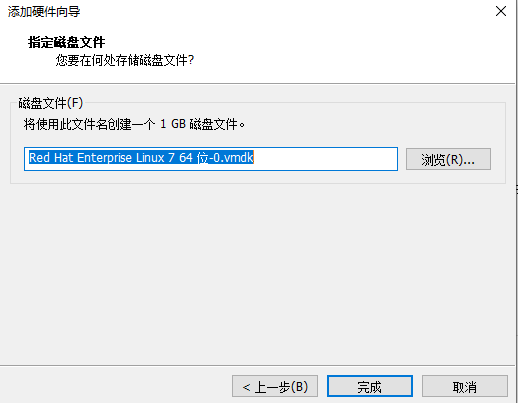 添加硬件向导
指定磁盘文件
您要在何处存储磁盘文件?
磁盘文件(F)
将使用此文件名创建一个 1 GB 磁盘文件。
Red Hat Enterprise Linux 7 64 位-0.vmdk
浏览(R)...
< 上一步(B)
完成
取消